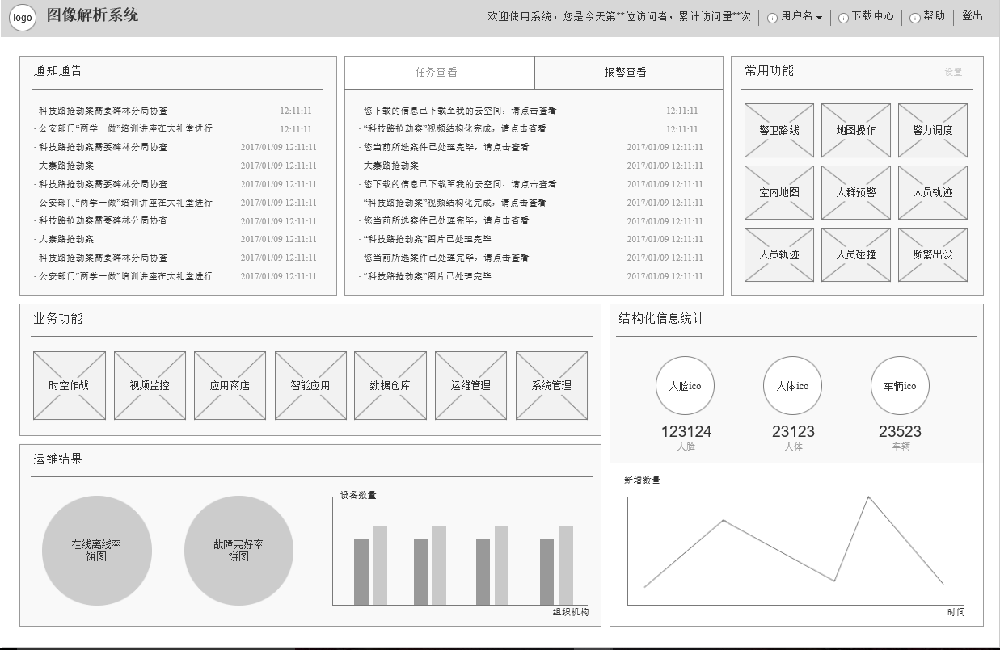 logo
图像解析系统
欢迎使用系统，您是今天第**位访问者，累计访问量**次
用户名
下载中心
帮助
登出
通知通告
· 科技路抢劫案需要碑林分局协查 12:11:11
· 公安部门“两学一做”培训讲座在大礼堂进行 12:11:11
· 科技路抢劫案需要碑林分局协查 2017/01/09 12:11:11
· 大寨路抢劫案 2017/01/09 12:11:11
· 科技路抢劫案需要碑林分局协查 2017/01/09 12:11:11
· 公安部门“两学一做”培训讲座在大礼堂进行 2017/01/09 12:11:11
· 科技路抢劫案需要碑林分局协查 2017/01/09 12:11:11
· 大寨路抢劫案 2017/01/09 12:11:11
· 科技路抢劫案需要碑林分局协查 2017/01/09 12:11:11
· 公安部门“两学一做”培训讲座在大礼堂进行 2017/01/09 12:11:11
任务查看 报警查看
· 您下载的信息已下载至我的云空间，请点击查看 12:11:11
· “科技路抢劫案”视频结构化完成，请点击查看 12:11:11
· 您当前所选案件已处理完毕，请点击查看 2017/01/09 12:11:11
· 大寨路抢劫案 2017/01/09 12:11:11
· 您下载的信息已下载至我的云空间，请点击查看 2017/01/09 12:11:11
· “科技路抢劫案”视频结构化完成，请点击查看 2017/01/09 12:11:11
· 您当前所选案件已处理完毕，请点击查看 2017/01/09 12:11:11
· “科技路抢劫案”图片已处理完毕 2017/01/09 12:11:11
· 您当前所选案件已处理完毕，请点击查看 2017/01/09 12:11:11
· “科技路抢劫案”图片已处理完毕 2017/01/09 12:11:11
常用功能 设置
警卫路线 地图操作 警力调度
室内地图 人群预警 人员轨迹
人员轨迹 人员碰撞 频繁出没
业务功能
时空作战 视频监控 应用商店 智能应用 数据仓库 运维管理 系统管理
结构化信息统计
人脸ico 人体ico 车辆ico
123124 23123 23523
人脸 人体 车辆
新增数量
时间
运维结果
在线离线率
饼图
故障完好率
饼图
设备数量
组织机构